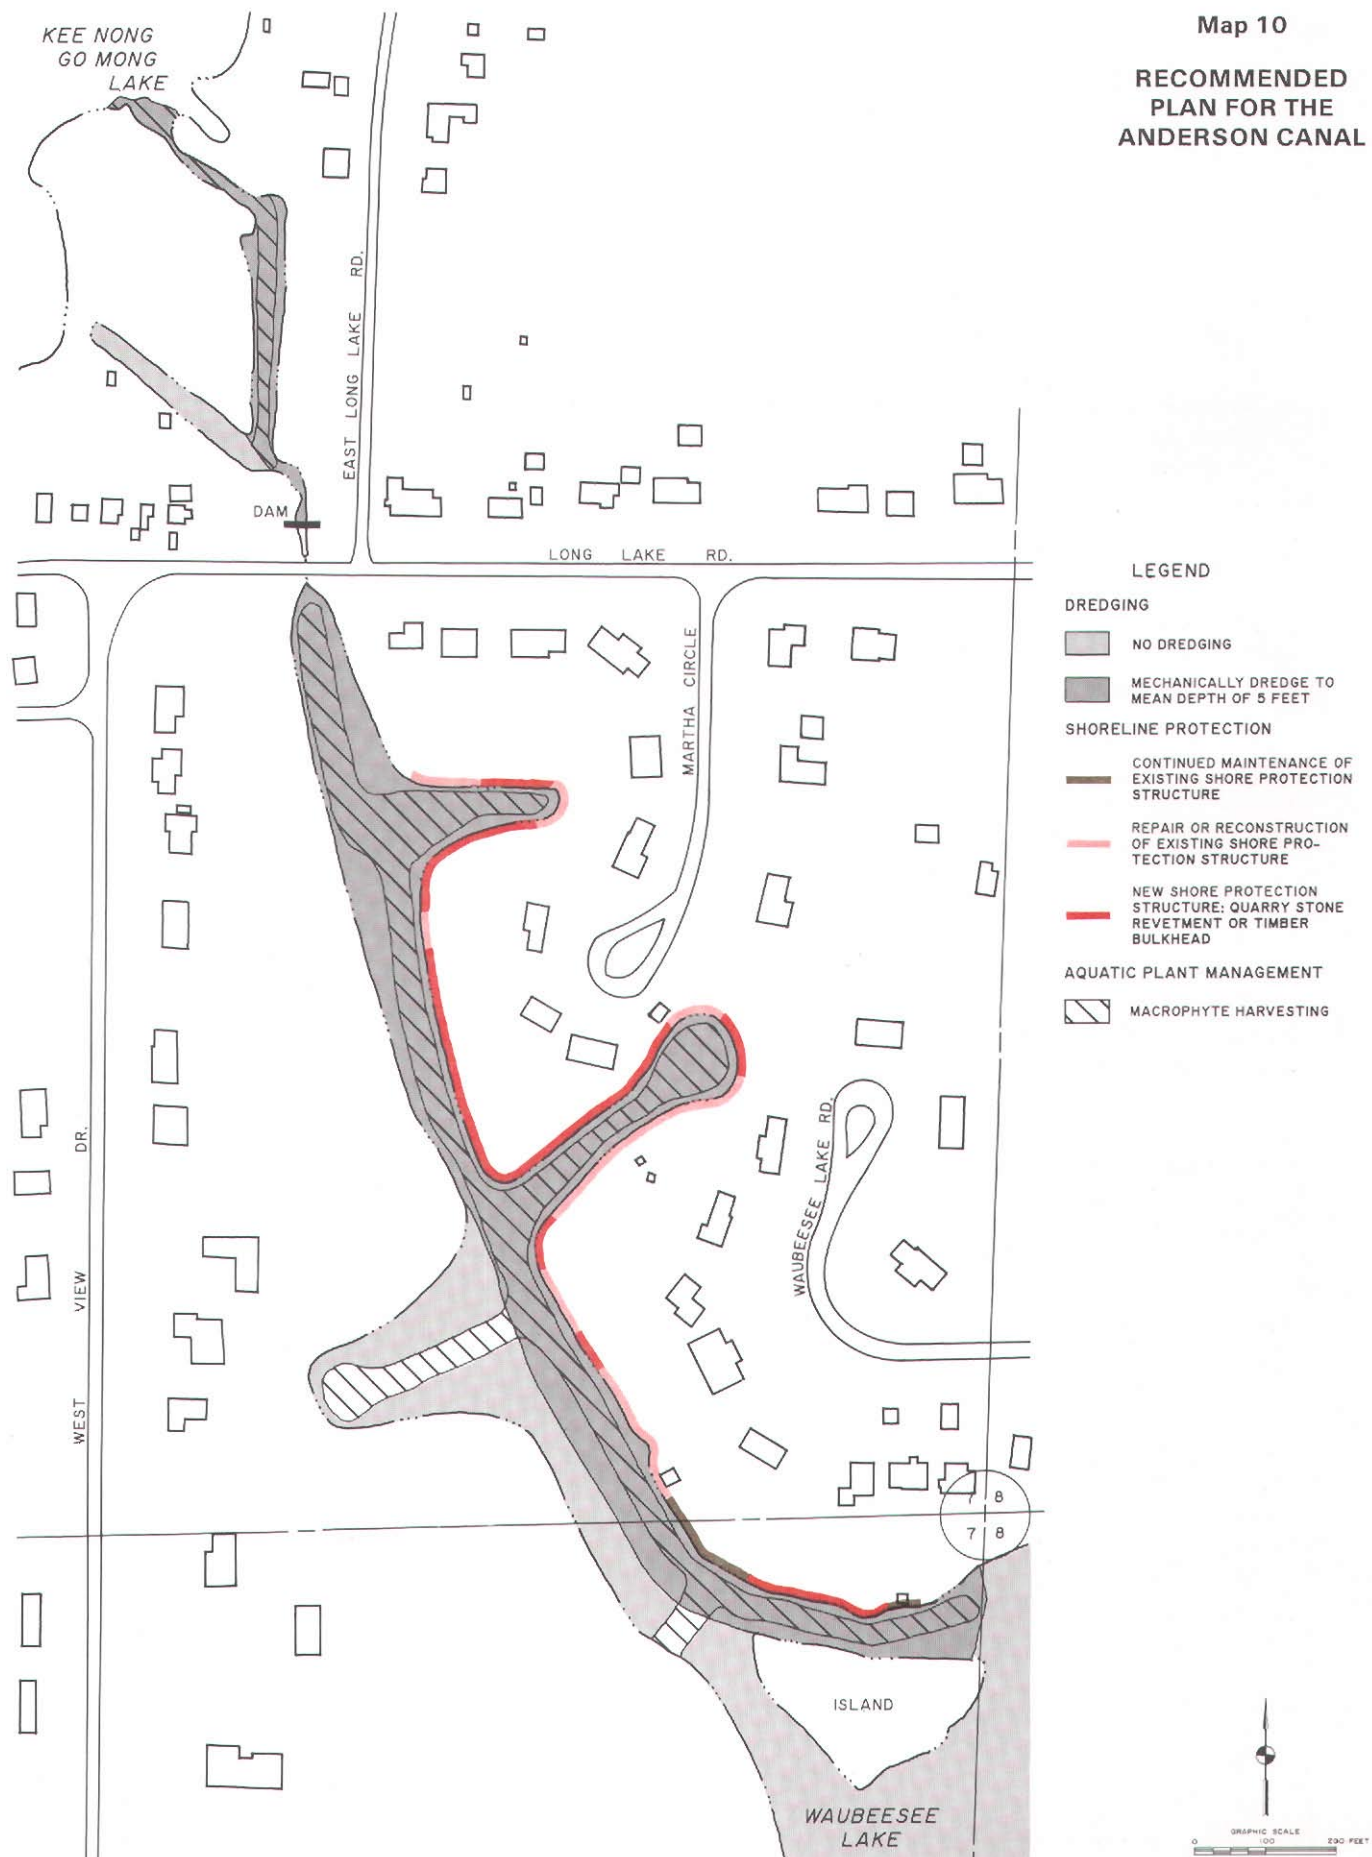 Map 10
RECOMMENDED
PLAN FOR THE
ANDERSON CANAL
KEE NONG
GO MONG
LAKE
EAST LONG LAKE RD.
DAM
LONG LAKE RD.
MARTHA CIRCLE
WAUBEESEE LAKE RD.
WEST VIEW DR.
7 8
7 8
ISLAND
WAUBEESEE
LAKE
LEGEND
DREDGING
NO DREDGING
MECHANICALLY DREDGE TO
MEAN DEPTH OF 5 FEET
SHORELINE PROTECTION
CONTINUED MAINTENANCE OF
EXISTING SHORE PROTECTION
STRUCTURE
REPAIR OR RECONSTRUCTION
OF EXISTING SHORE PRO-
TECTION STRUCTURE
NEW SHORE PROTECTION
STRUCTURE: QUARRY STONE
REVETMENT OR TIMBER
BULKHEAD
AQUATIC PLANT MANAGEMENT
MACROPHYTE HARVESTING
GRAPHIC SCALE
0 100 200 FEET